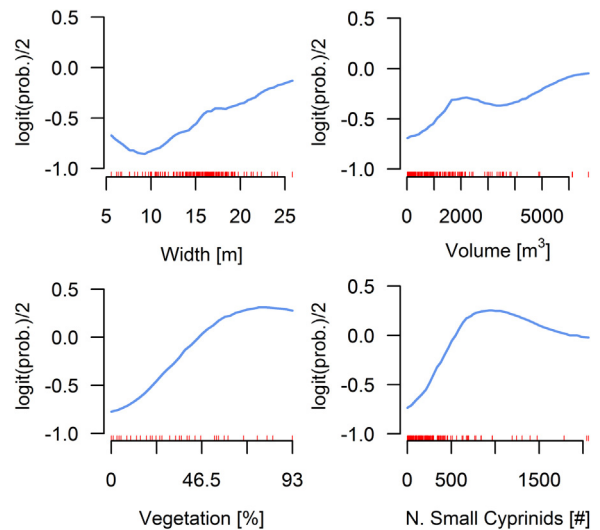 logit(prob.)/2
0.5
0.0
-0.5
-1.0
5 10 15 20 25
Width [m]
logit(prob.)/2
0.5
0.0
-0.5
-1.0
0 2000 5000
Volume [m³]
logit(prob.)/2
0.5
0.0
-0.5
-1.0
0 46.5 93
Vegetation [%]
logit(prob.)/2
0.5
0.0
-0.5
-1.0
0 500 1500
N. Small Cyprinids [#]